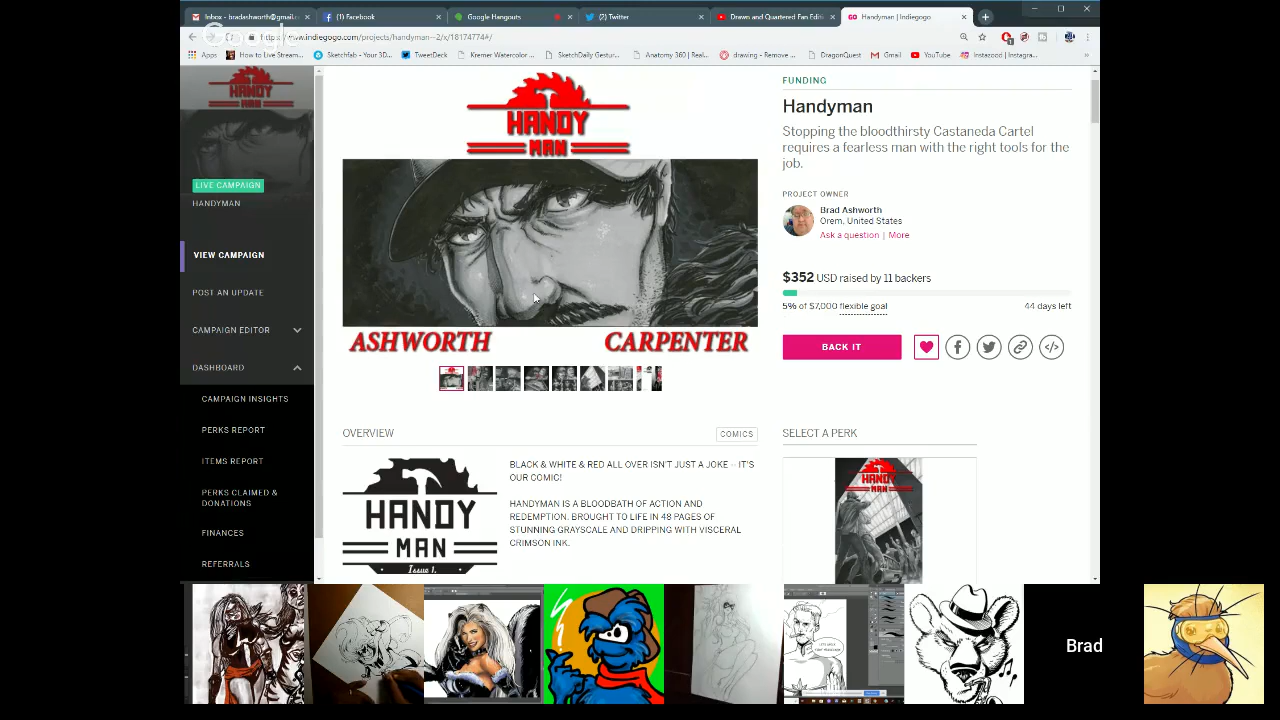 Inbox - bradashworth@gmail.c
(1) Facebook
Google Hangouts
(2) Twitter
Drawn and Quartered Fan Editi
Handyman | Indiegogo
www.indiegogo.com/projects/handyman--2/x/18174774#/
Apps
How to Live Stream...
Sketchfab - Your 3D...
TweetDeck
Kremer Watercolor ...
SketchDaily Gestur...
Anatomy 360 | Real...
drawing - Remove ...
DragonQuest
Gmail
YouTube
Instazood | Instagra...
HANDY
MAN
LIVE CAMPAIGN
HANDYMAN
VIEW CAMPAIGN
POST AN UPDATE
CAMPAIGN EDITOR
DASHBOARD
CAMPAIGN INSIGHTS
PERKS REPORT
ITEMS REPORT
PERKS CLAIMED &
DONATIONS
FINANCES
REFERRALS
HANDY
MAN
ASHWORTH
CARPENTER
OVERVIEW
COMICS
HANDY
MAN
Issue 1.
BLACK & WHITE & RED ALL OVER ISN'T JUST A JOKE – IT'S
OUR COMIC!
HANDYMAN IS A BLOODBATH OF ACTION AND
REDEMPTION, BROUGHT TO LIFE IN 48 PAGES OF
STUNNING GRAYSCALE AND DRIPPING WITH VISCERAL
CRIMSON INK.
FUNDING
Handyman
Stopping the bloodthirsty Castaneda Cartel
requires a fearless man with the right tools for the
job.
PROJECT OWNER
Brad Ashworth
Orem, United States
Ask a question | More
$352 USD raised by 11 backers
5% of $7,000 flexible goal
44 days left
BACK IT
SELECT A PERK
HANDY
MAN
Brad